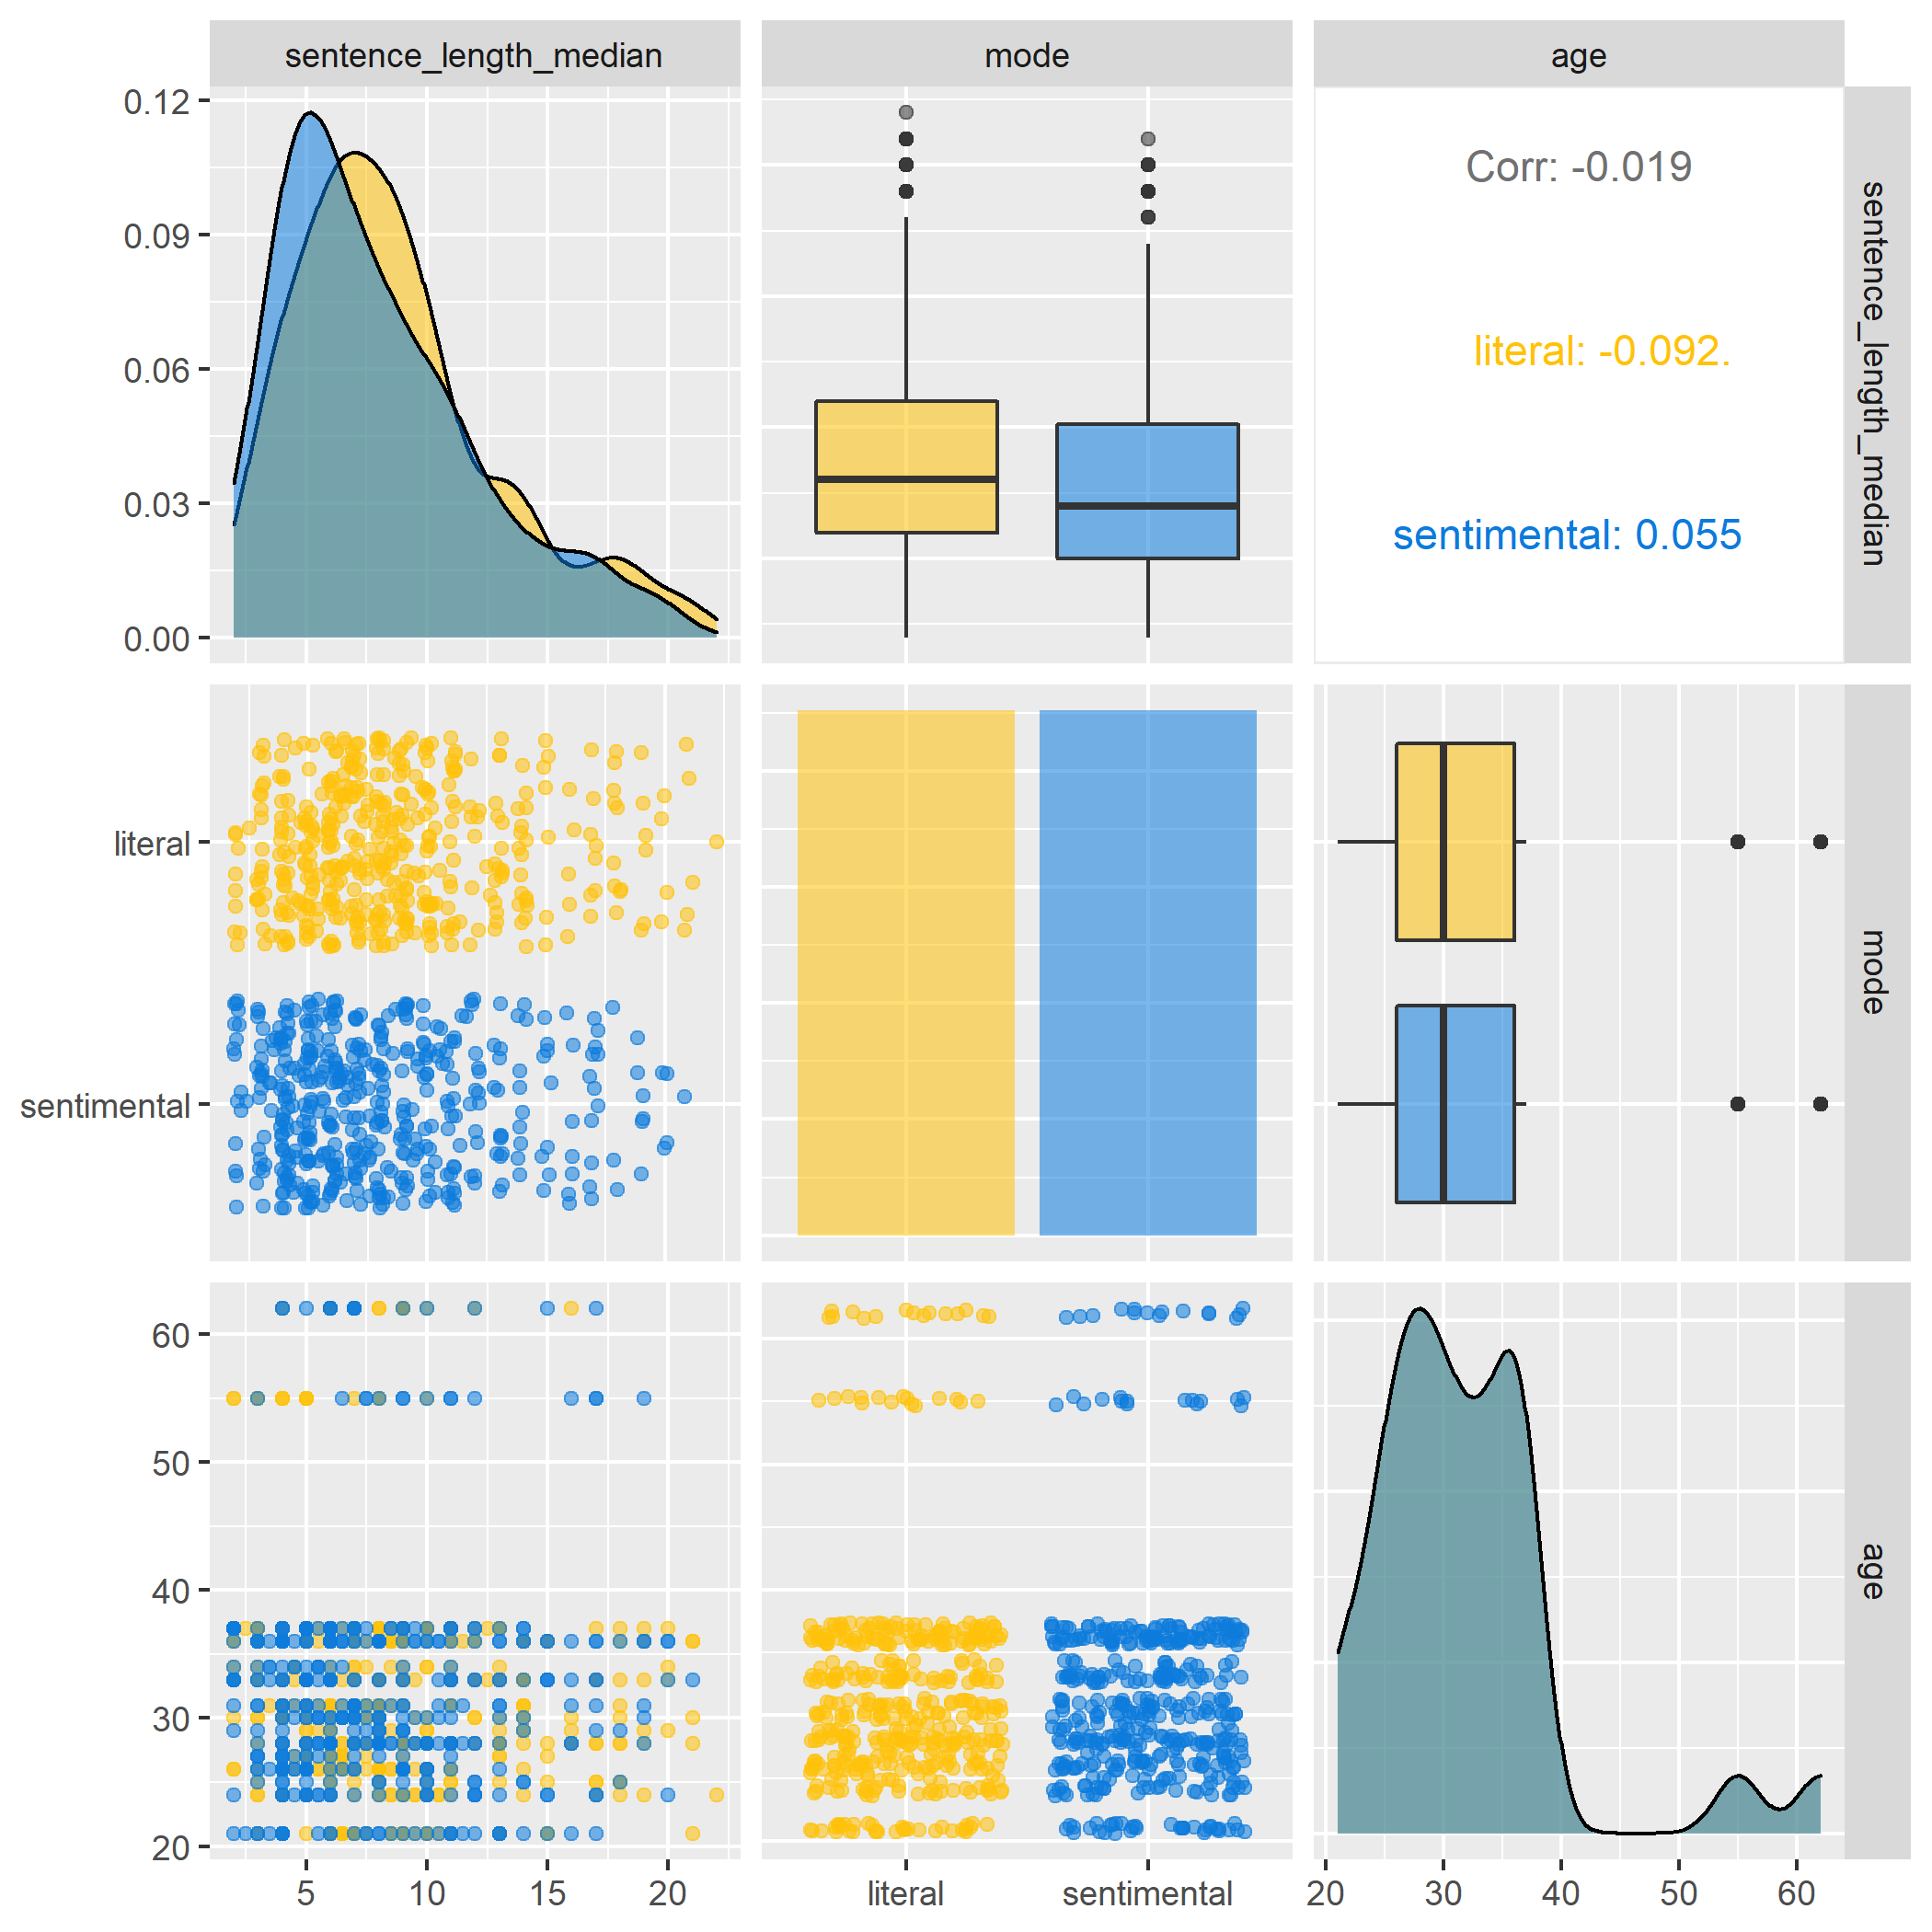 sentence_length_median
mode
age
0.12
0.09
0.06
0.03
0.00
Corr: -0.019
literal: -0.092.
sentimental: 0.055
sentence_length_median
literal
sentimental
mode
60
50
40
30
20
age
5 10 15 20
literal sentimental
20 30 40 50 60